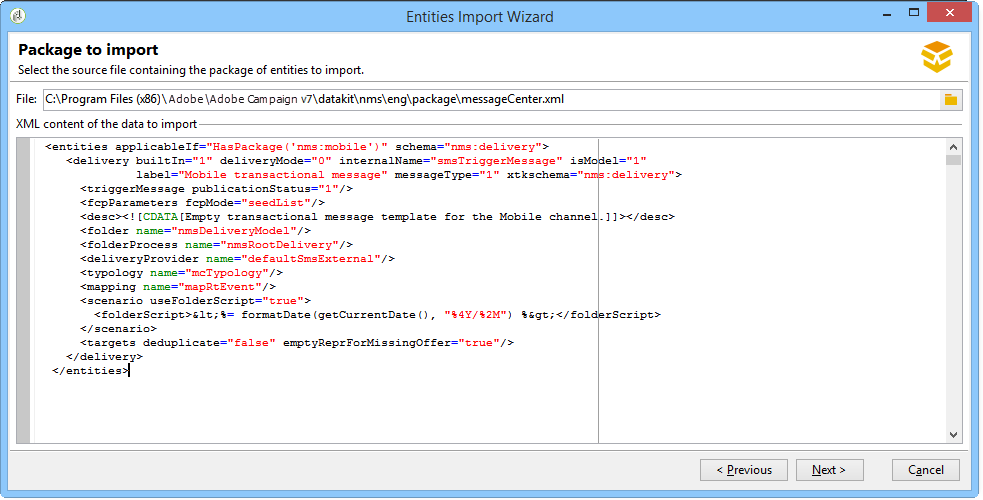 Entities Import Wizard
Package to import
Select the source file containing the package of entities to import.
File: C:\Program Files (x86)\Adobe\Adobe Campaign v7\datakit\nms\eng\package\messageCenter.xml
XML content of the data to import
<entities applicableIf="HasPackage('nms:mobile')" schema="nms:delivery">
<delivery builtIn="1" deliveryMode="0" internalName="smsTriggerMessage" isModel="1"
label="Mobile transactional message" messageType="1" xtkschema="nms:delivery">
<triggerMessage publicationStatus="1"/>
<fcpParameters fcpMode="seedList"/>
<desc><![CDATA[Empty transactional message template for the Mobile channel.]]></desc>
<folder name="nmsDeliveryModel"/>
<folderProcess name="nmsRootDelivery"/>
<deliveryProvider name="defaultSmsExternal"/>
<typology name="mcTypology"/>
<mapping name="mapRtEvent"/>
<scenario useFolderScript="true">
<folderScript>&lt;%= formatDate(getCurrentDate(), "%4Y/%2M") %&gt;</folderScript>
</scenario>
<targets deduplicate="false" emptyReprForMissingOffer="true"/>
</delivery>
</entities>
< Previous Next > Cancel